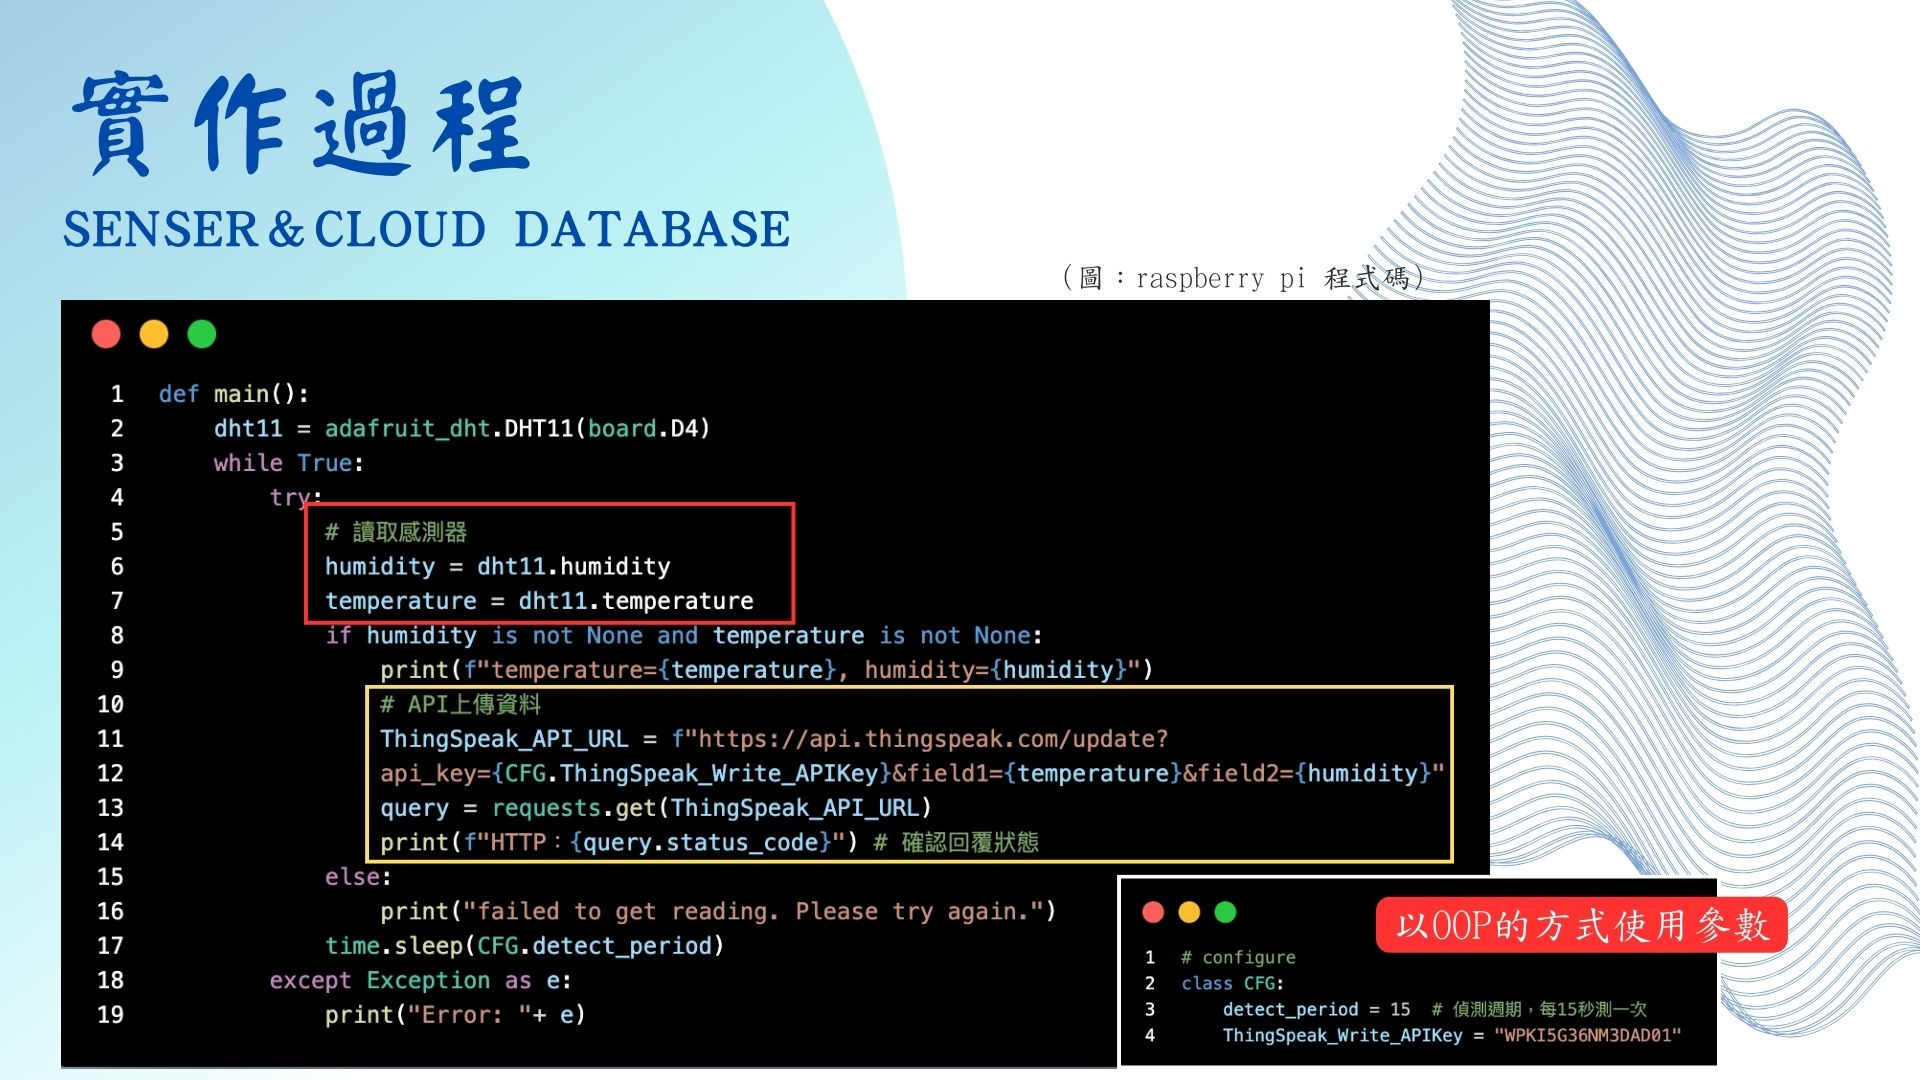 實作過程
SENSER&CLOUD DATABASE
(圖：raspberry pi 程式碼)
1 def main():
2 dht11 = adafruit_dht.DHT11(board.D4)
3 while True:
4 try:
5 # 讀取感測器
6 humidity = dht11.humidity
7 temperature = dht11.temperature
8 if humidity is not None and temperature is not None:
9 print(f"temperature={temperature}, humidity={humidity}")
10 # API上傳資料
11 ThingSpeak_API_URL = f"https://api.thingspeak.com/update?
12 api_key={CFG.ThingSpeak_Write_APIKey}&field1={temperature}&field2={humidity}"
13 query = requests.get(ThingSpeak_API_URL)
14 print(f"HTTP：{query.status_code}") # 確認回覆狀態
15 else:
16 print("failed to get reading. Please try again.")
17 time.sleep(CFG.detect_period)
18 except Exception as e:
19 print("Error: "+ e)
以OOP的方式使用參數
1 # configure
2 class CFG:
3 detect_period = 15 # 偵測週期，每15秒測一次
4 ThingSpeak_Write_APIKey = "WPKI5G36NM3DAD01"